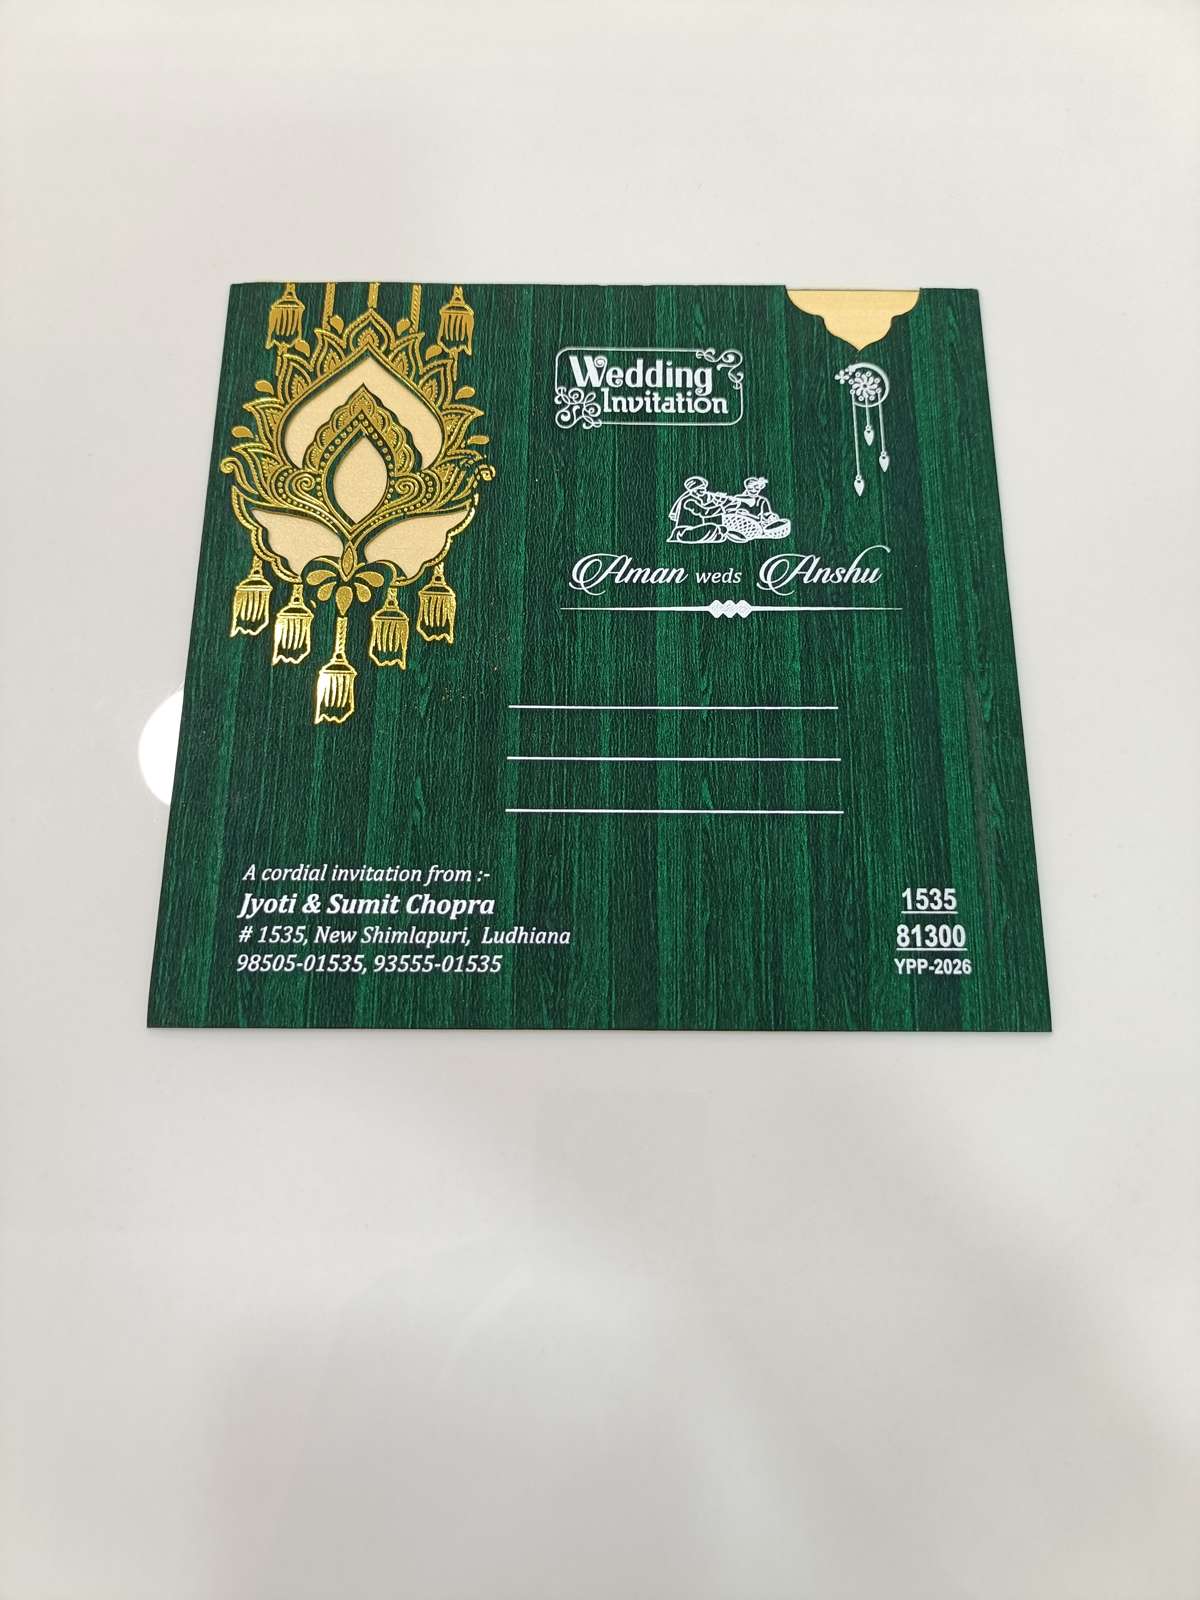 Wedding
Invitation
Aman weds Anshu
A cordial invitation from :-
Jyoti & Sumit Chopra
# 1535, New Shimlapuri, Ludhiana
98505-01535, 93555-01535
1535
81300
YPP-2026